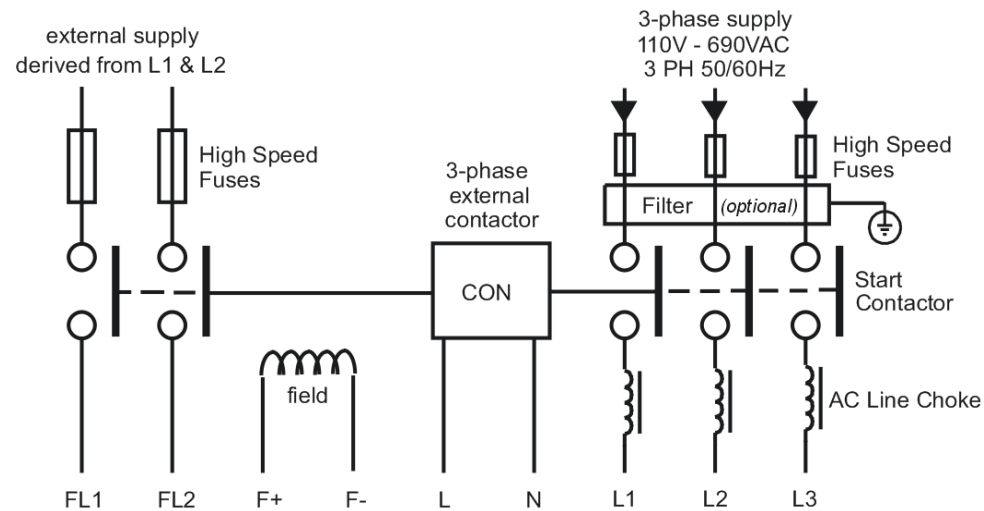 external supply
derived from L1 & L2
3-phase supply
110V - 690VAC
3 PH 50/60Hz
High Speed
Fuses
3-phase
external
contactor
High Speed
Fuses
Filter (optional)
CON
Start
Contactor
field
AC Line Choke
FL1 FL2 F+ F- L N L1 L2 L3